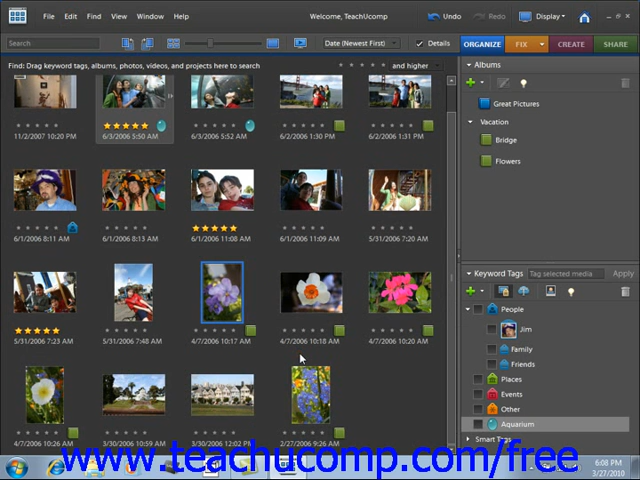 File Edit Find View Window Help Welcome, TeachUcomp Undo Redo Display
Search Date (Newest First) Details ORGANIZE FIX CREATE SHARE
Find: Drag keyword tags, albums, photos, videos, and projects here to search and higher
Albums
Great Pictures
Vacation
Bridge
Flowers
11/2/2007 10:20 PM 6/3/2006 5:50 AM 6/3/2006 5:52 AM 6/2/2006 1:30 PM 6/2/2006 1:31 PM
6/1/2006 8:11 AM 6/1/2006 8:13 AM 6/1/2006 11:08 AM 6/1/2006 11:09 AM 5/31/2006 7:20 AM
5/31/2006 7:23 AM 5/31/2006 7:48 AM 4/7/2006 10:17 AM 4/7/2006 10:18 AM 4/7/2006 10:20 AM
4/7/2006 10:26 AM 3/30/2006 10:59 AM 3/30/2006 12:02 PM 2/27/2006 9:26 AM
Keyword Tags Tag selected media Apply
People
Jim
Family
Friends
Places
Events
Other
Aquarium
Smart Tags
www.teachucomp.com/free
6:08 PM
3/27/2010